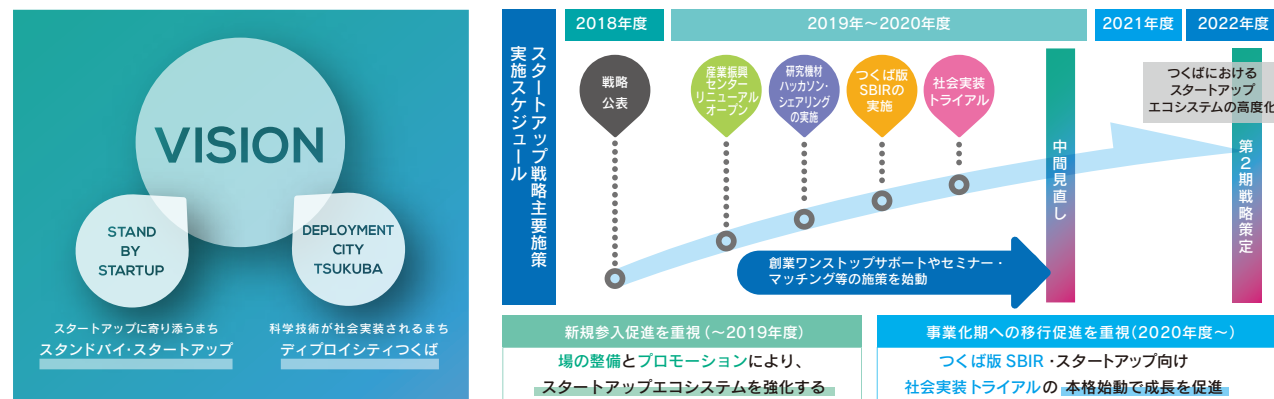 VISION
STAND
BY
STARTUP
DEPLOYMENT
CITY
TSUKUBA
スタートアップに寄り添うまち
スタンドバイ・スタートアップ
科学技術が社会実装されるまち
ディプロイシティつくば
スタートアップ戦略主要施策
実施スケジュール
2018年度
2019年～2020年度
2021年度
2022年度
戦略
公表
産業振興
センター
リニューアル
オープン
研究機材
ハッカソン・
シェアリング
の実施
つくば版
SBIRの
実施
社会実装
トライアル
中間見直し
つくばにおける
スタートアップ
エコシステムの高度化
第2期戦略策定
創業ワンストップサポートやセミナー・
マッチング等の施策を始動
新規参入促進を重視（～2019年度）
場の整備とプロモーションにより、
スタートアップエコシステムを強化する
事業化期への移行促進を重視(2020年度～)
つくば版 SBIR ・スタートアップ向け
社会実装トライアルの 本格始動で成長を促進